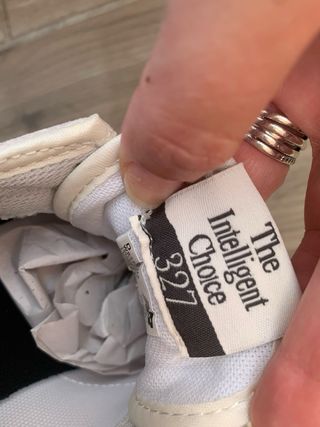 The
Intelligent
Choice
327